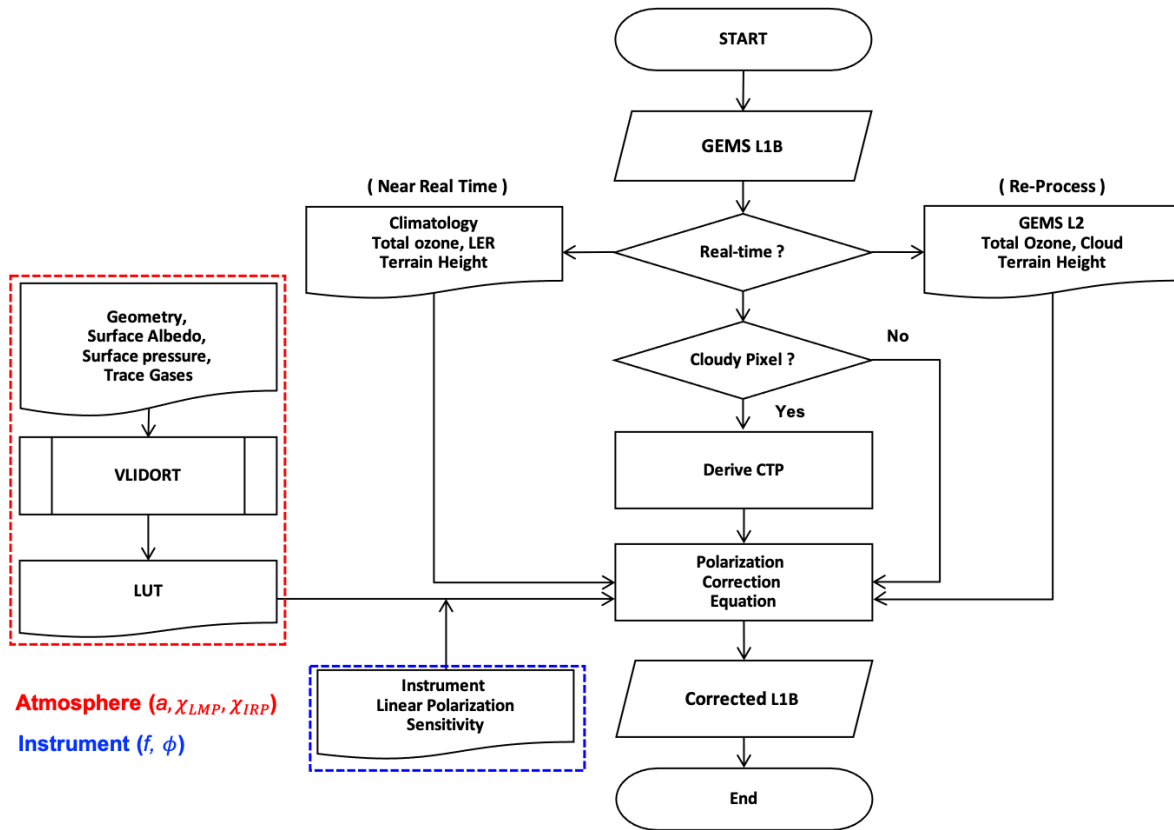 START
GEMS L1B
( Near Real Time )
( Re-Process )
Climatology
Total ozone, LER
Terrain Height
Real-time ?
GEMS L2
Total Ozone, Cloud
Terrain Height
Geometry,
Surface Albedo,
Surface pressure,
Trace Gases
No
Cloudy Pixel ?
Yes
VLIDORT
Derive CTP
LUT
Polarization
Correction
Equation
Instrument
Linear Polarization
Sensitivity
Corrected L1B
Atmosphere (a, χLMP, χIRP)
Instrument (f, ϕ)
End